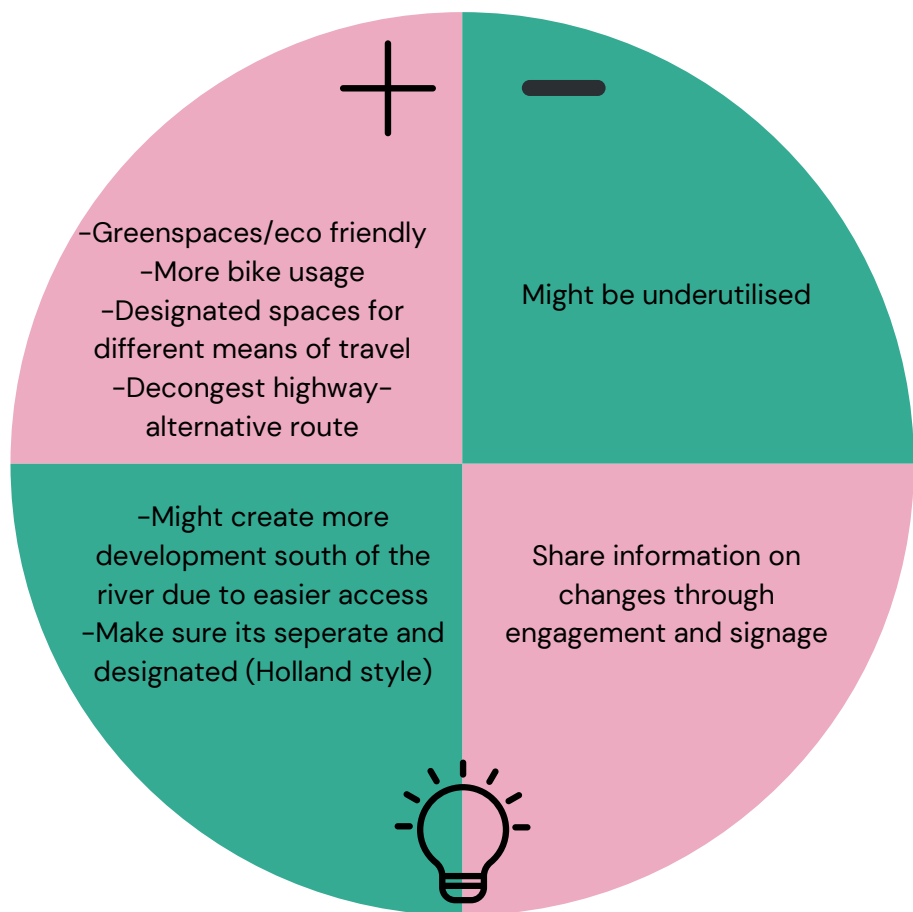 -Greenspaces/eco friendly
-More bike usage
-Designated spaces for
different means of travel
-Decongest highway-
alternative route
Might be underutilised
-Might create more
development south of the
river due to easier access
-Make sure its seperate and
designated (Holland style)
Share information on
changes through
engagement and signage